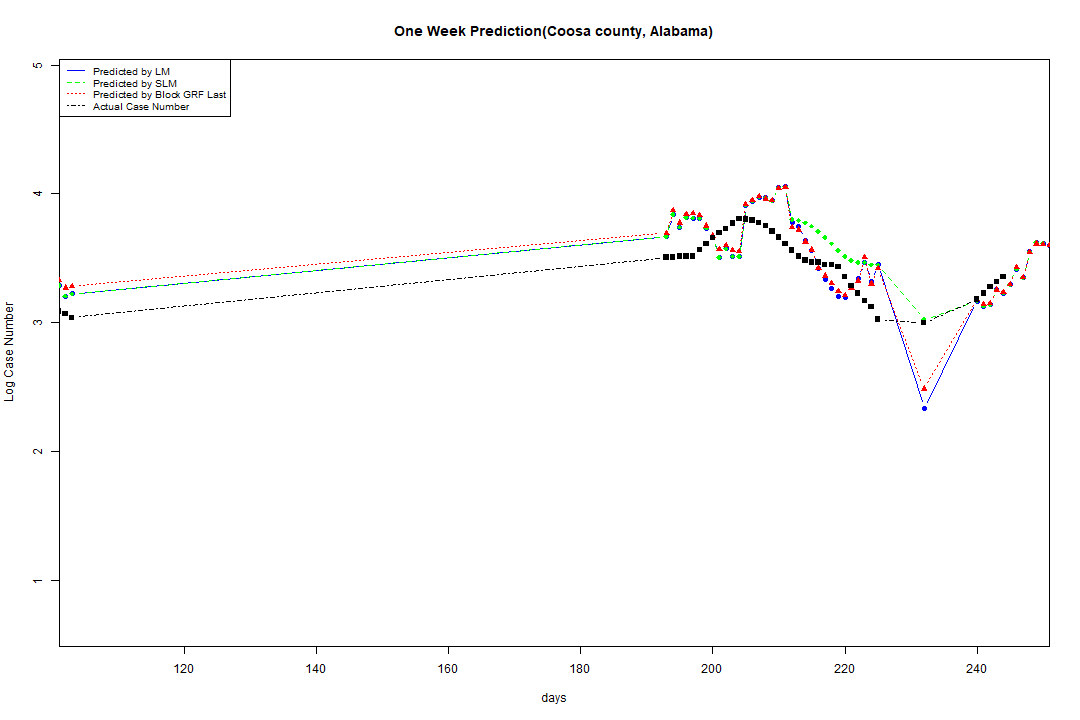 One Week Prediction(Coosa county, Alabama)
Predicted by LM
Predicted by SLM
Predicted by Block GRF Last
Actual Case Number
5
4
3
2
1
Log Case Number
120
140
160
180
200
220
240
days